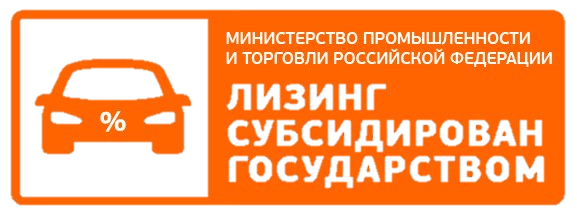 МИНИСТЕРСТВО ПРОМЫШЛЕННОСТИ
И ТОРГОВЛИ РОССИЙСКОЙ ФЕДЕРАЦИИ
ЛИЗИНГ
СУБСИДИРОВАН
ГОСУДАРСТВОМ
%